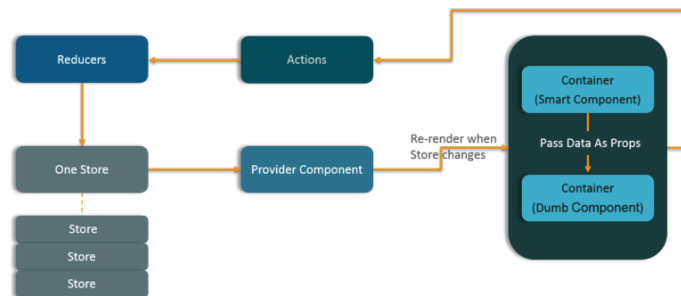 Reducers
Actions
Container
(Smart Component)
Re-render when
Store changes
Pass Data As Props
One Store
Provider Component
Container
(Dumb Component)
Store
Store
Store